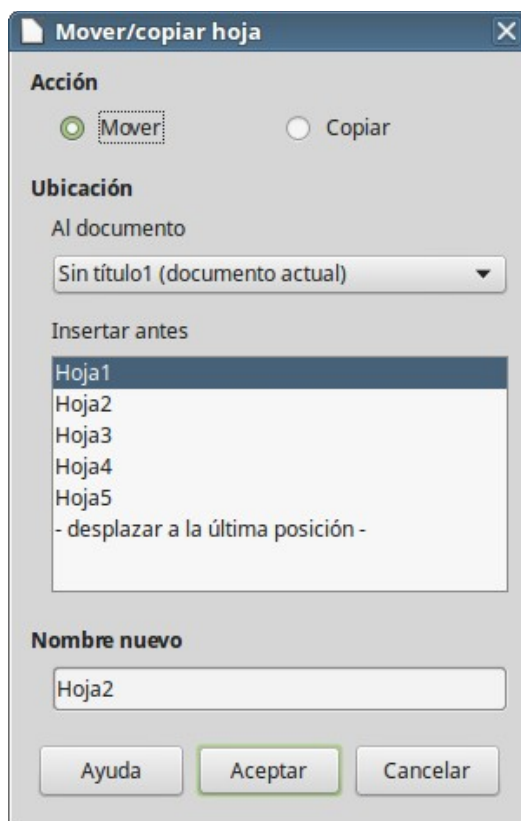 Mover/copiar hoja
Acción
Mover Copiar
Ubicación
Al documento
Sin título1 (documento actual)
Insertar antes
Hoja1
Hoja2
Hoja3
Hoja4
Hoja5
- desplazar a la última posición -
Nombre nuevo
Hoja2
Ayuda Aceptar Cancelar